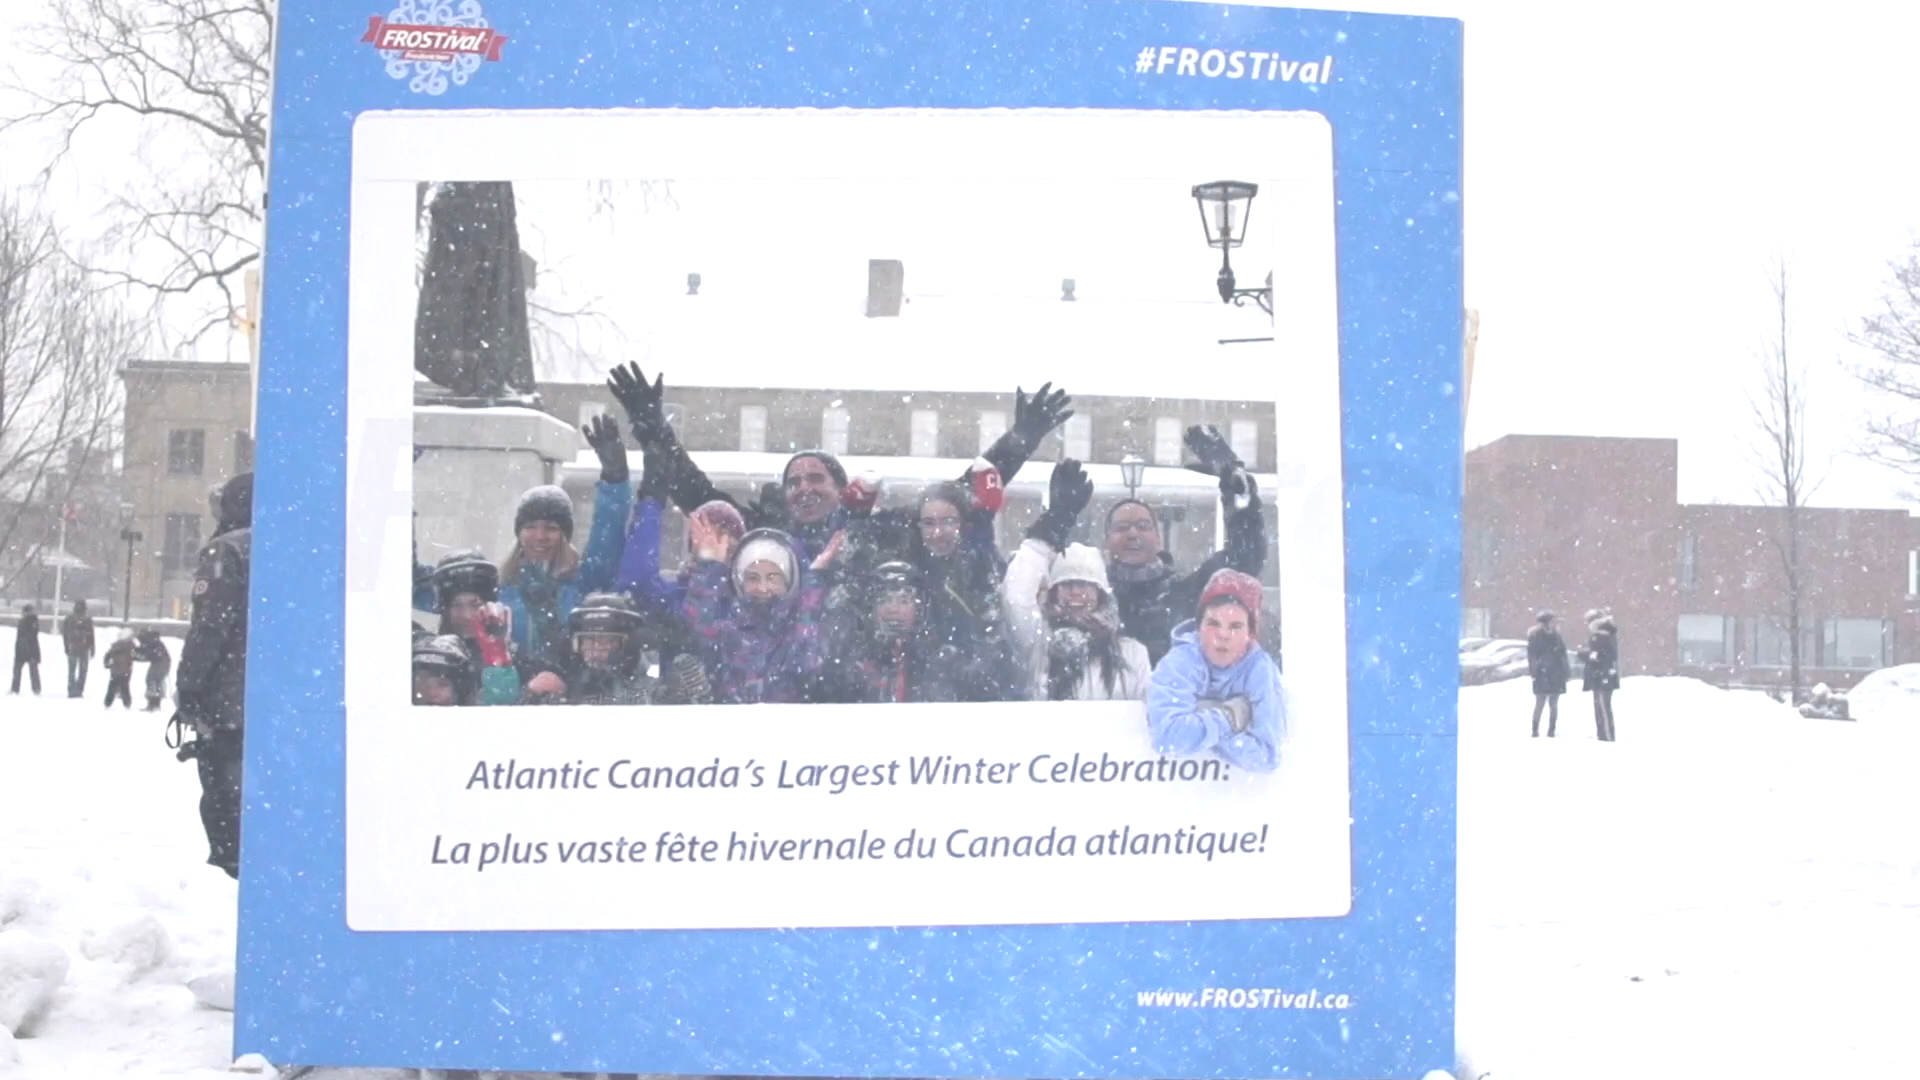 FROSTival
#FROSTival
Atlantic Canada's Largest Winter Celebration!
La plus vaste fête hivernale du Canada atlantique!
www.FROSTival.ca